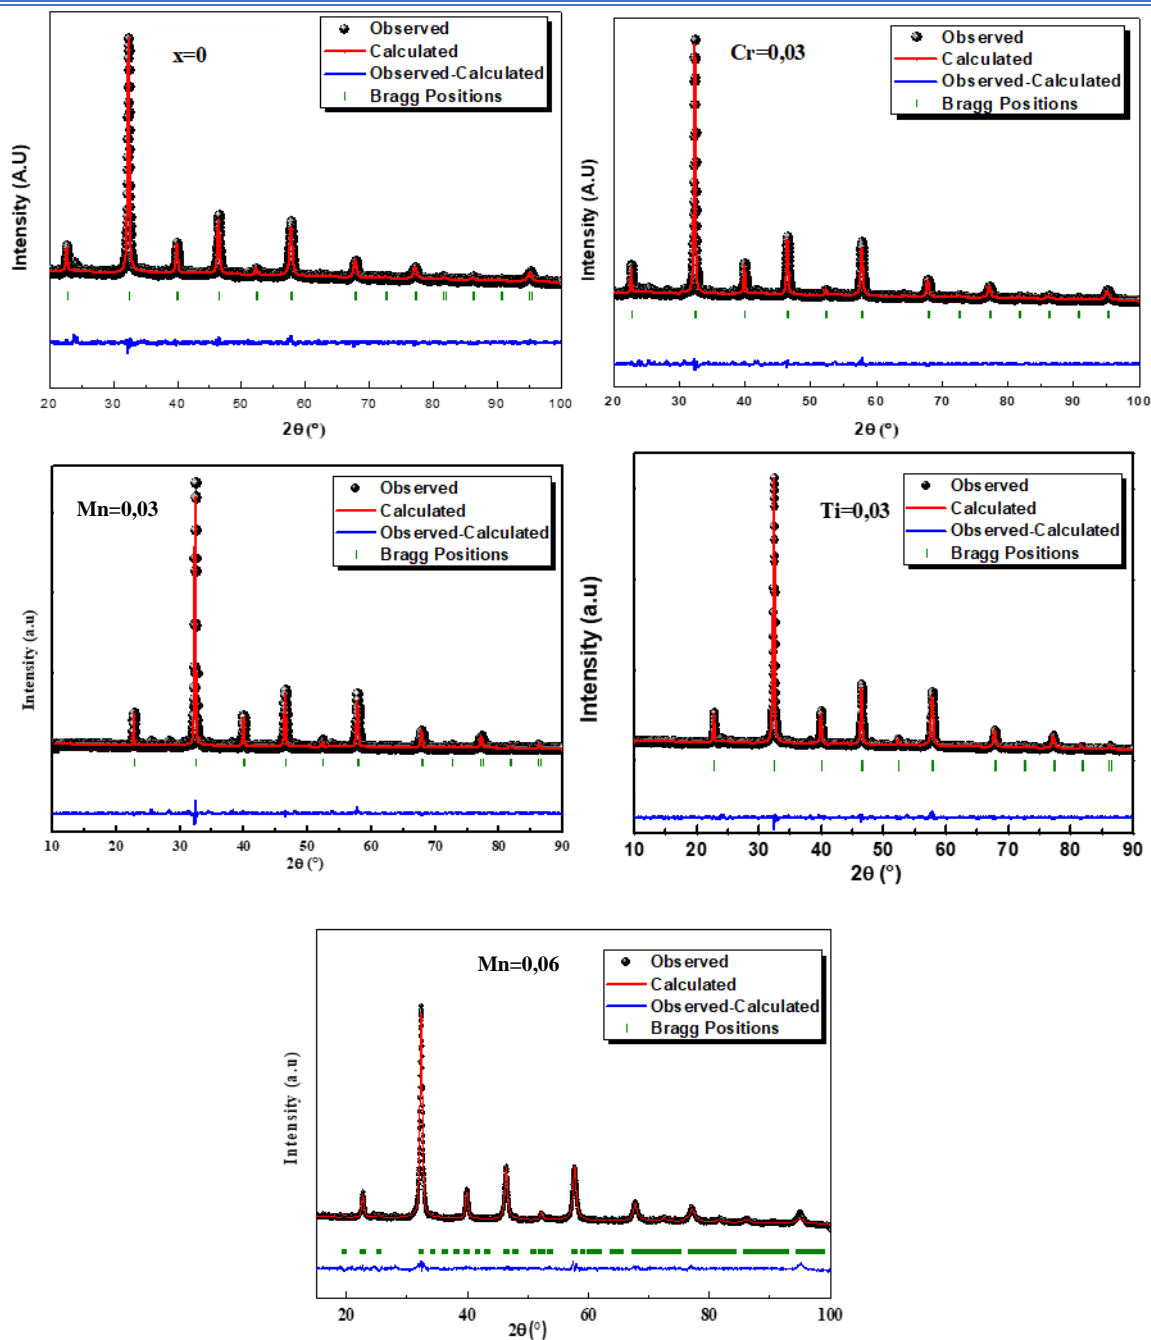 x=0
Observed
Calculated
Observed-Calculated
Bragg Positions
Intensity (A.U)
20 30 40 50 60 70 80 90 100
2θ (°)
Cr=0,03
Observed
Calculated
Observed-Calculated
Bragg Positions
Intensity (A.U)
20 30 40 50 60 70 80 90 100
2θ (°)
Mn=0,03
Observed
Calculated
Observed-Calculated
Bragg Positions
Intensity (a.u)
10 20 30 40 50 60 70 80 90
2θ (°)
Ti=0,03
Observed
Calculated
Observed-Calculated
Bragg Positions
Intensity (a.u)
10 20 30 40 50 60 70 80 90
2θ (°)
Mn=0,06
Observed
Calculated
Observed-Calculated
Bragg Positions
Intensity (a.u)
20 40 60 80 100
2θ (°)